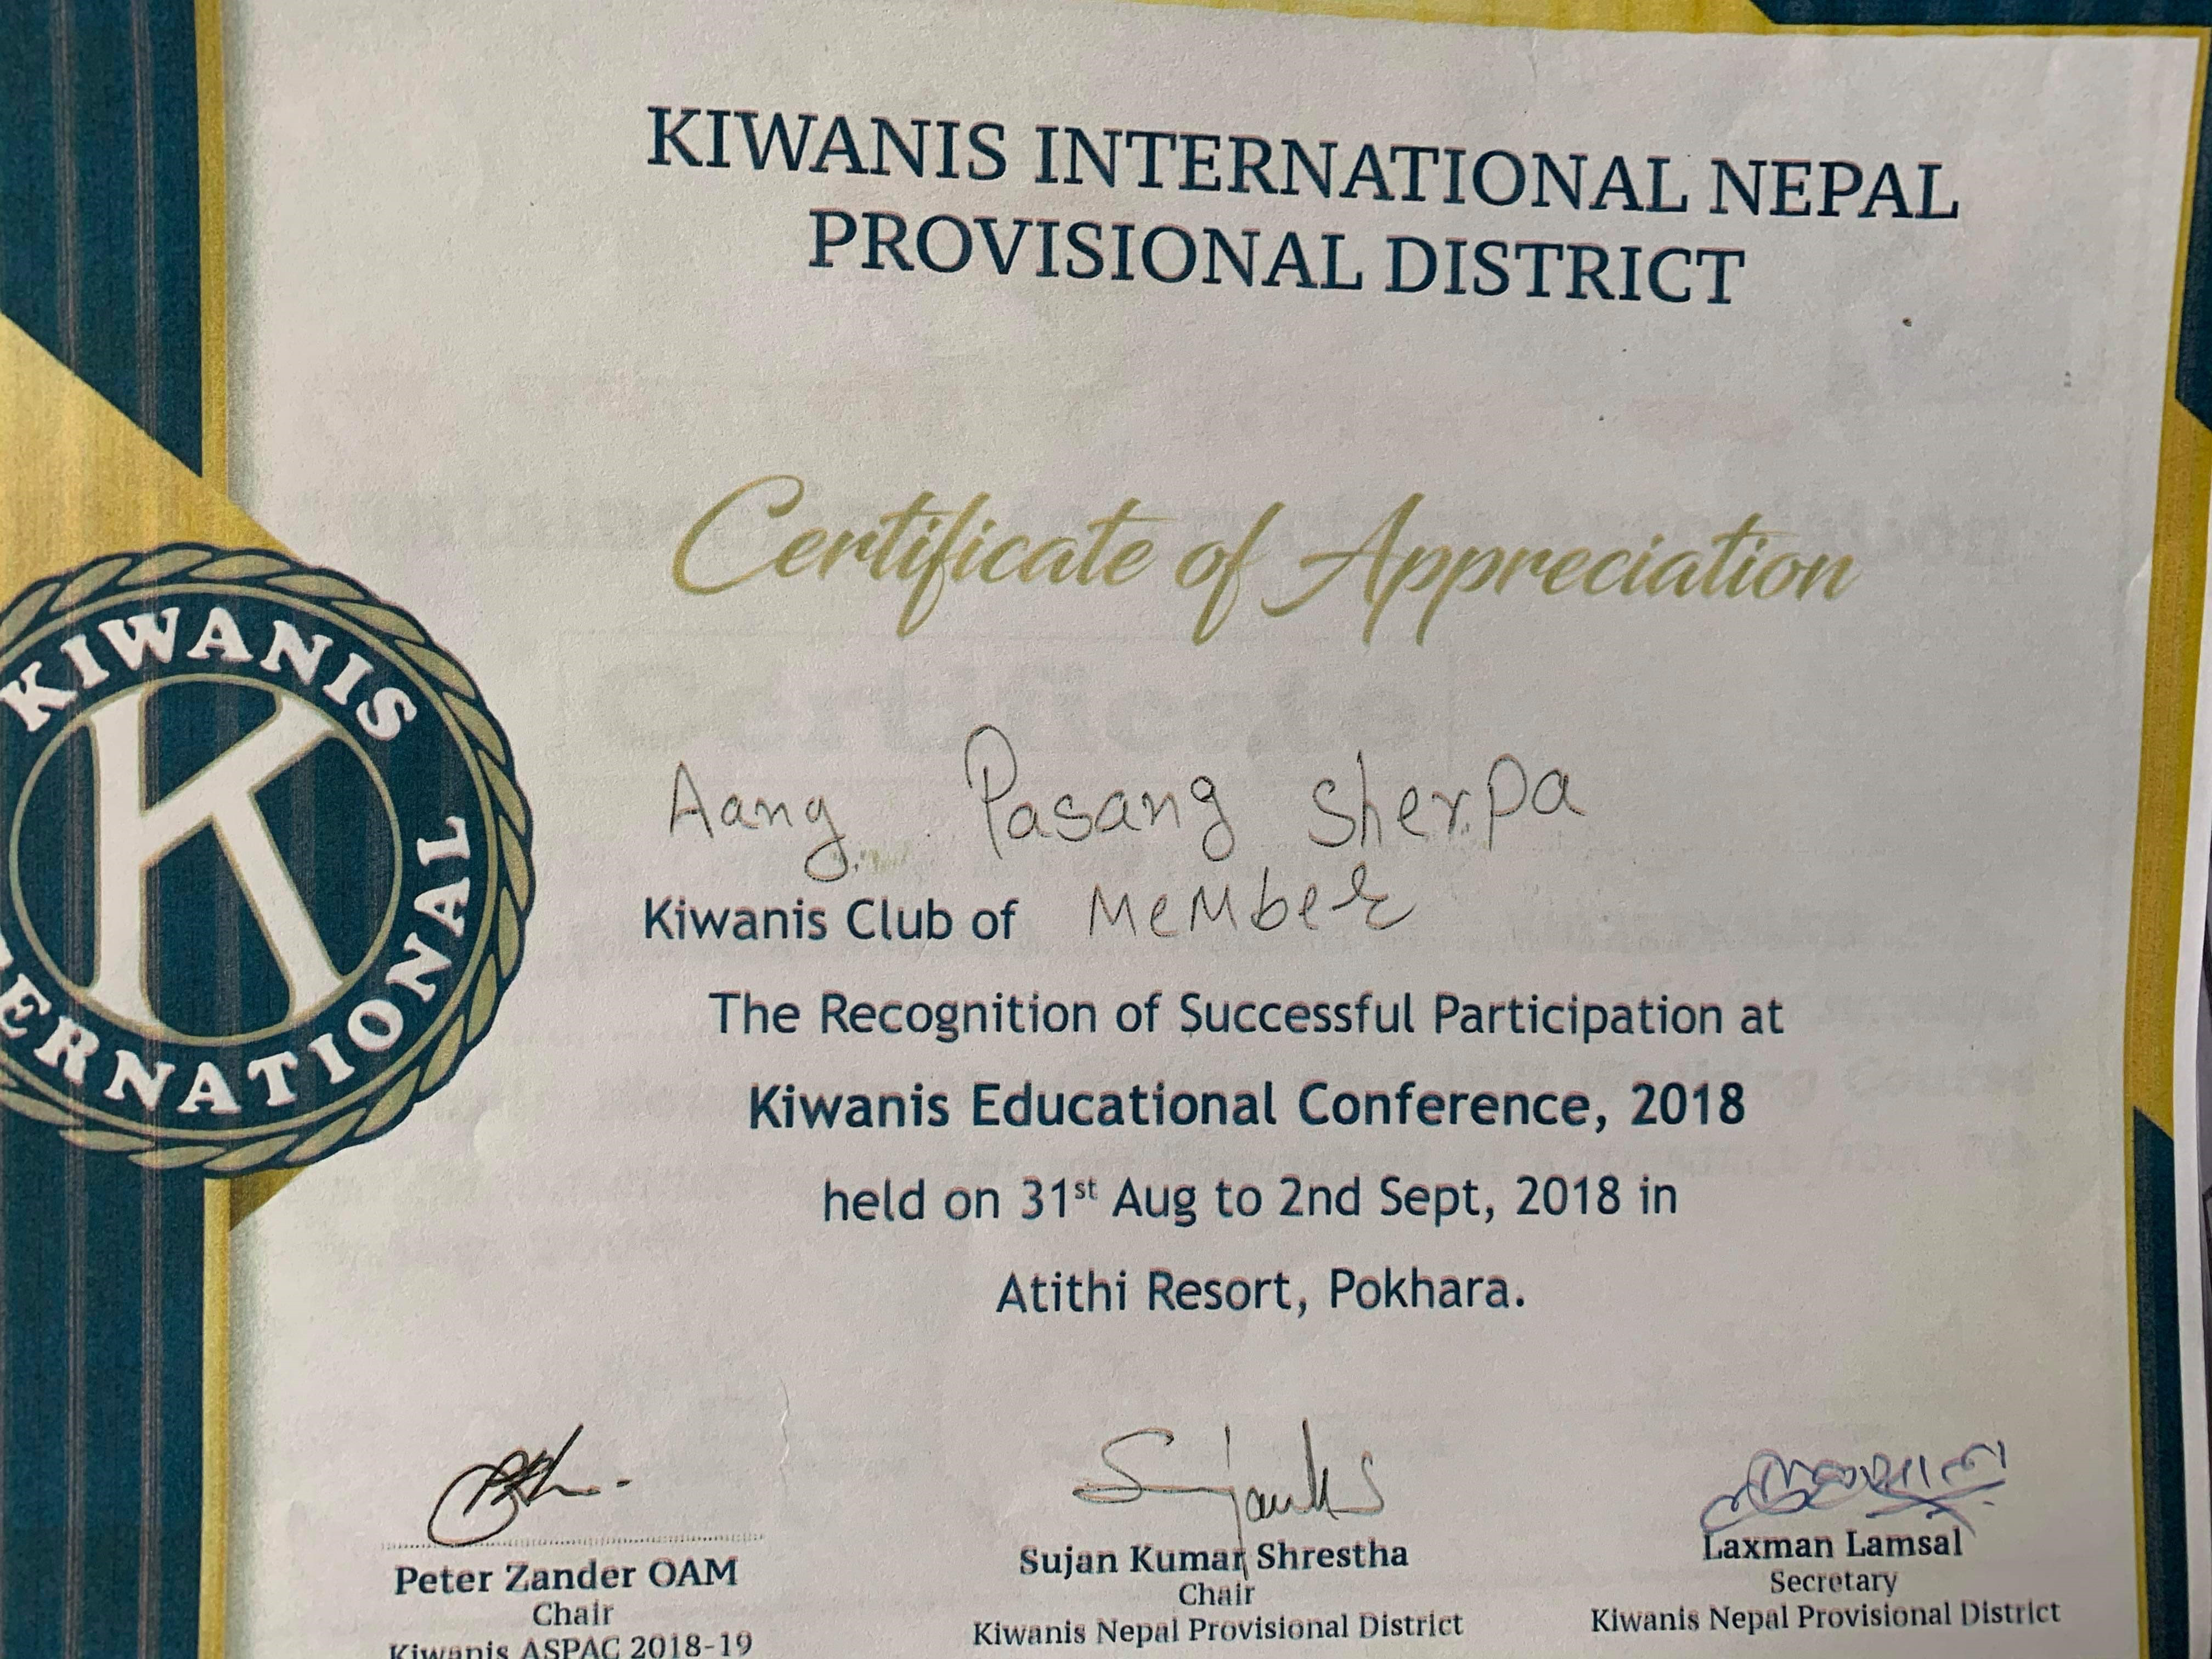 KIWANIS INTERNATIONAL NEPAL
PROVISIONAL DISTRICT
Certificate of Appreciation
KIWANIS
K
ERNATIONAL
Aang Pasang Sherpa
Kiwanis Club of Member
The Recognition of Successful Participation at
Kiwanis Educational Conference, 2018
held on 31st Aug to 2nd Sept, 2018 in
Atithi Resort, Pokhara.
Peter Zander OAM
Chair
Kiwanis ASPAC 2018-19
Sujan Kumar Shrestha
Chair
Kiwanis Nepal Provisional District
Laxman Lamsal
Secretary
Kiwanis Nepal Provisional District